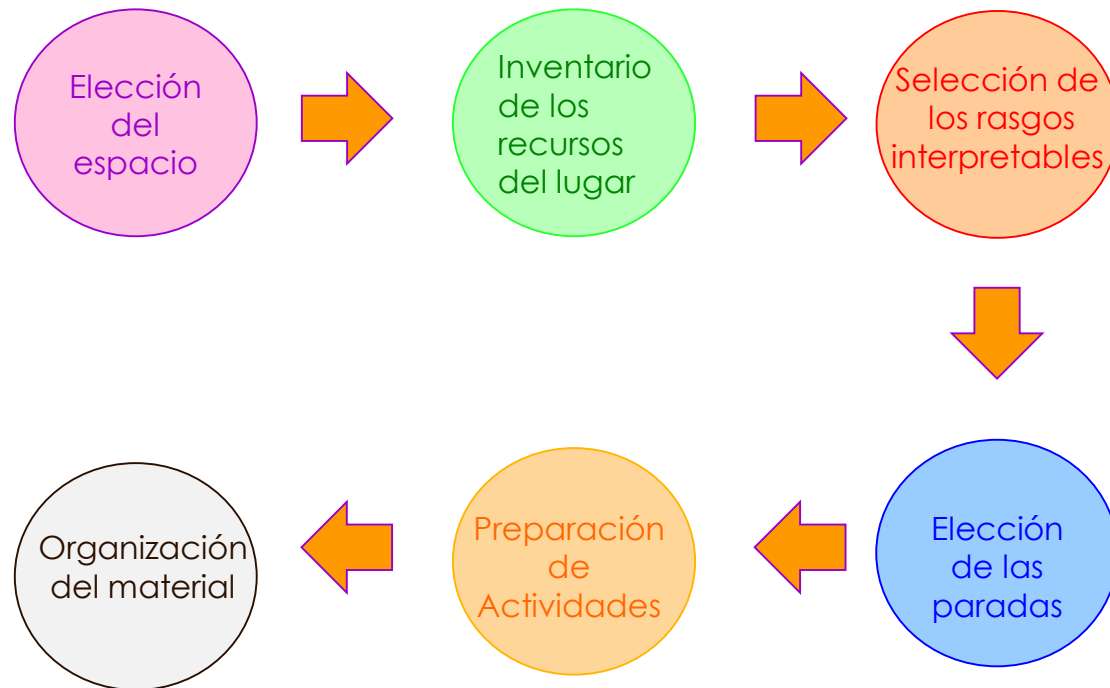 Elección
del
espacio
Inventario
de los
recursos
del lugar
Selección de
los rasgos
interpretables
Elección
de las
paradas
Preparación
de
Actividades
Organización
del material